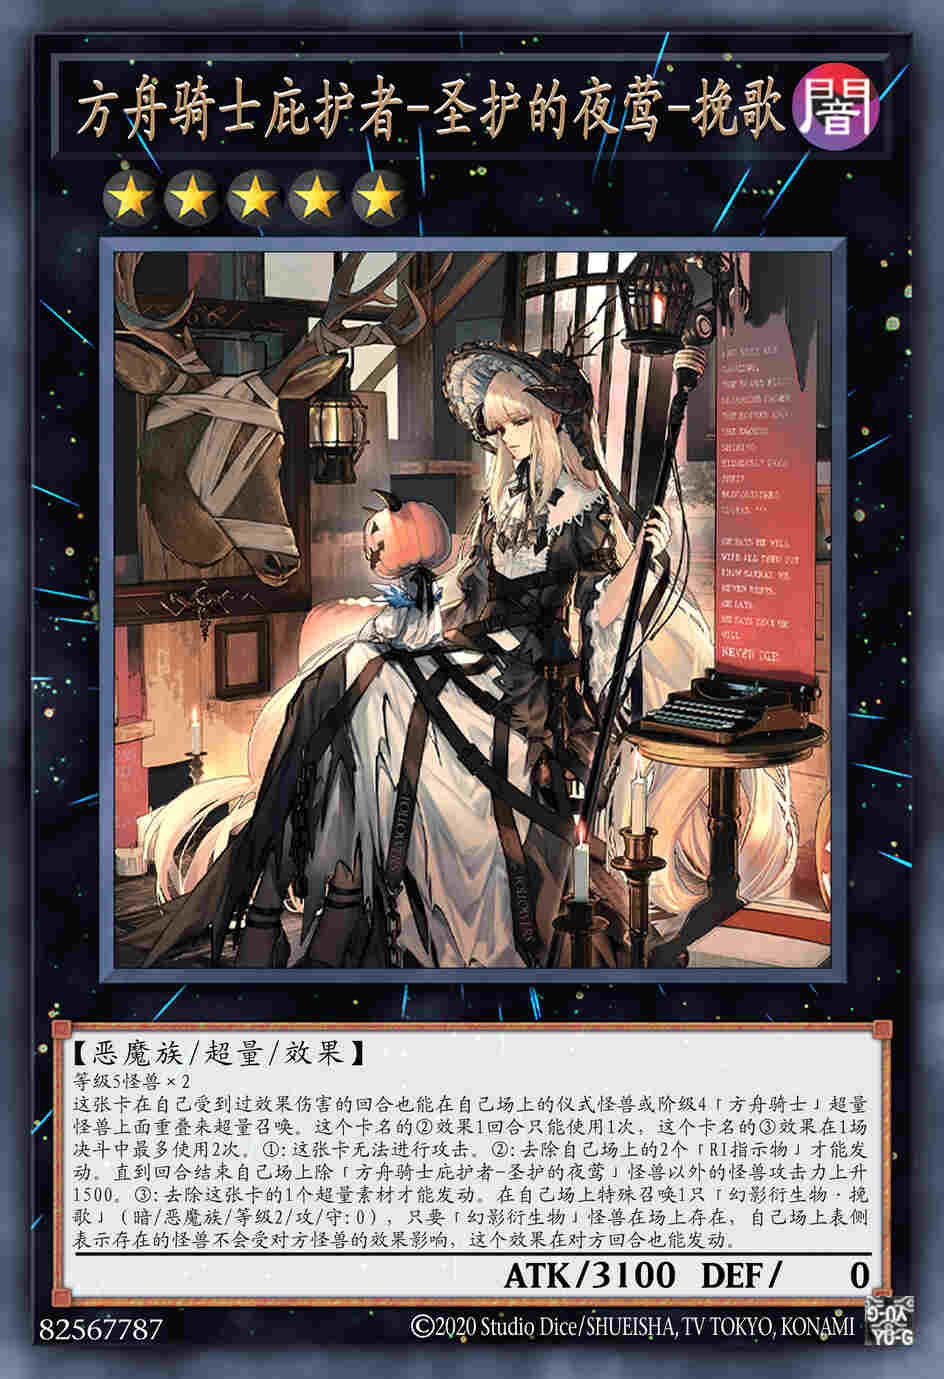 方舟骑士庇护者-圣护的夜莺-挽歌
闇
NEVER DIE
【恶魔族/超量/效果】
等级5怪兽×2
这张卡在自己受到过效果伤害的回合也能在自己场上的仪式怪兽或阶级4「方舟骑士」超量
怪兽上面重叠来超量召唤。这个卡名的②效果1回合只能使用1次，这个卡名的③效果在1场
决斗中最多使用2次。①:这张卡无法进行攻击。②:去除自己场上的2个「RI指示物」才能发
动。直到回合结束自己场上除「方舟骑士庇护者-圣护的夜莺」怪兽以外的怪兽攻击力上升
1500。③:去除这张卡的1个超量素材才能发动。在自己场上特殊召唤1只「幻影衍生物·挽
歌」（暗/恶魔族/等级2/攻/守:0），只要「幻影衍生物」怪兽在场上存在，自己场上表侧
表示存在的怪兽不会受对方怪兽的效果影响，这个效果在对方回合也能发动。
ATK/3100 DEF/ 0
82567787
©2020 Studio Dice/SHUEISHA, TV TOKYO, KONAMI